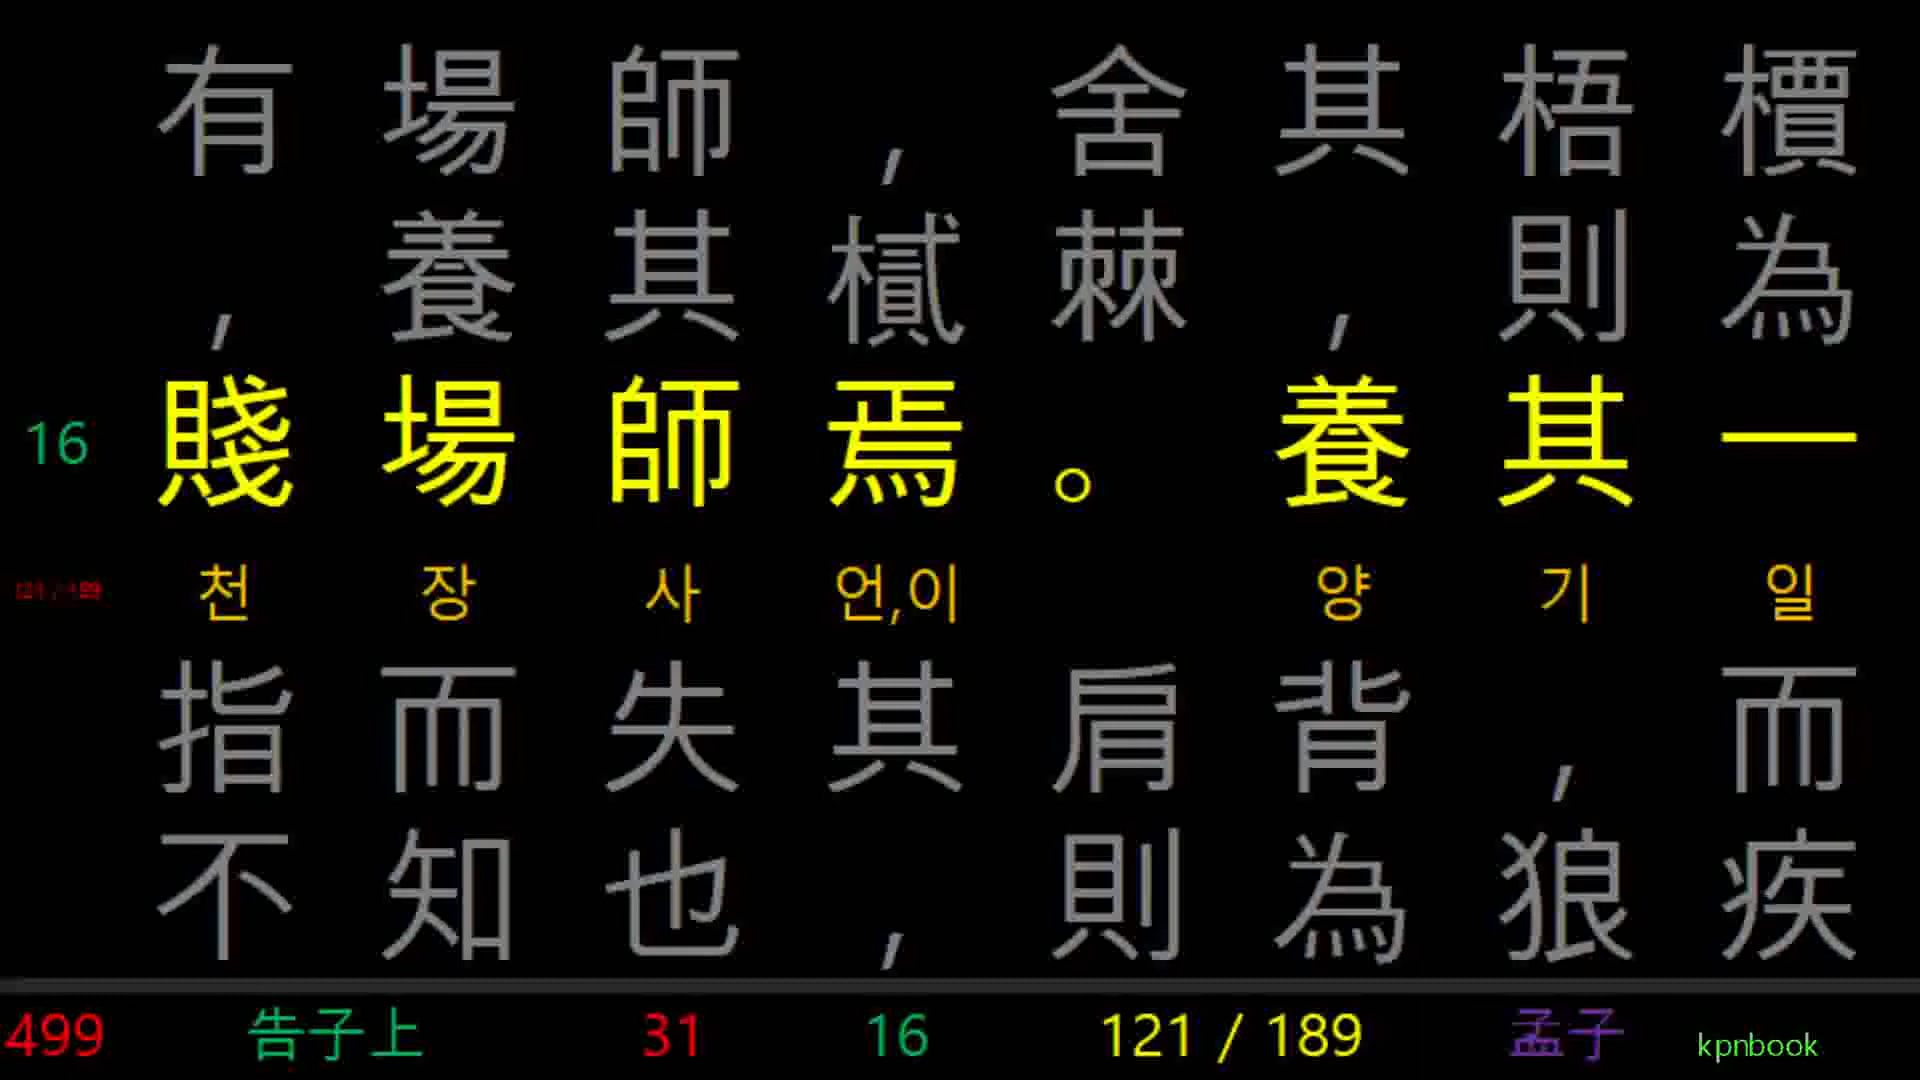 有場師,舍其梧檟
,養其樲棘,則為
16 賤場師焉。養其一
천 장 사 언,이 양 기 일
指而失其肩背,而
不知也,則為狼疾
499 告子上 31 16 121 / 189 孟子 kpnbook